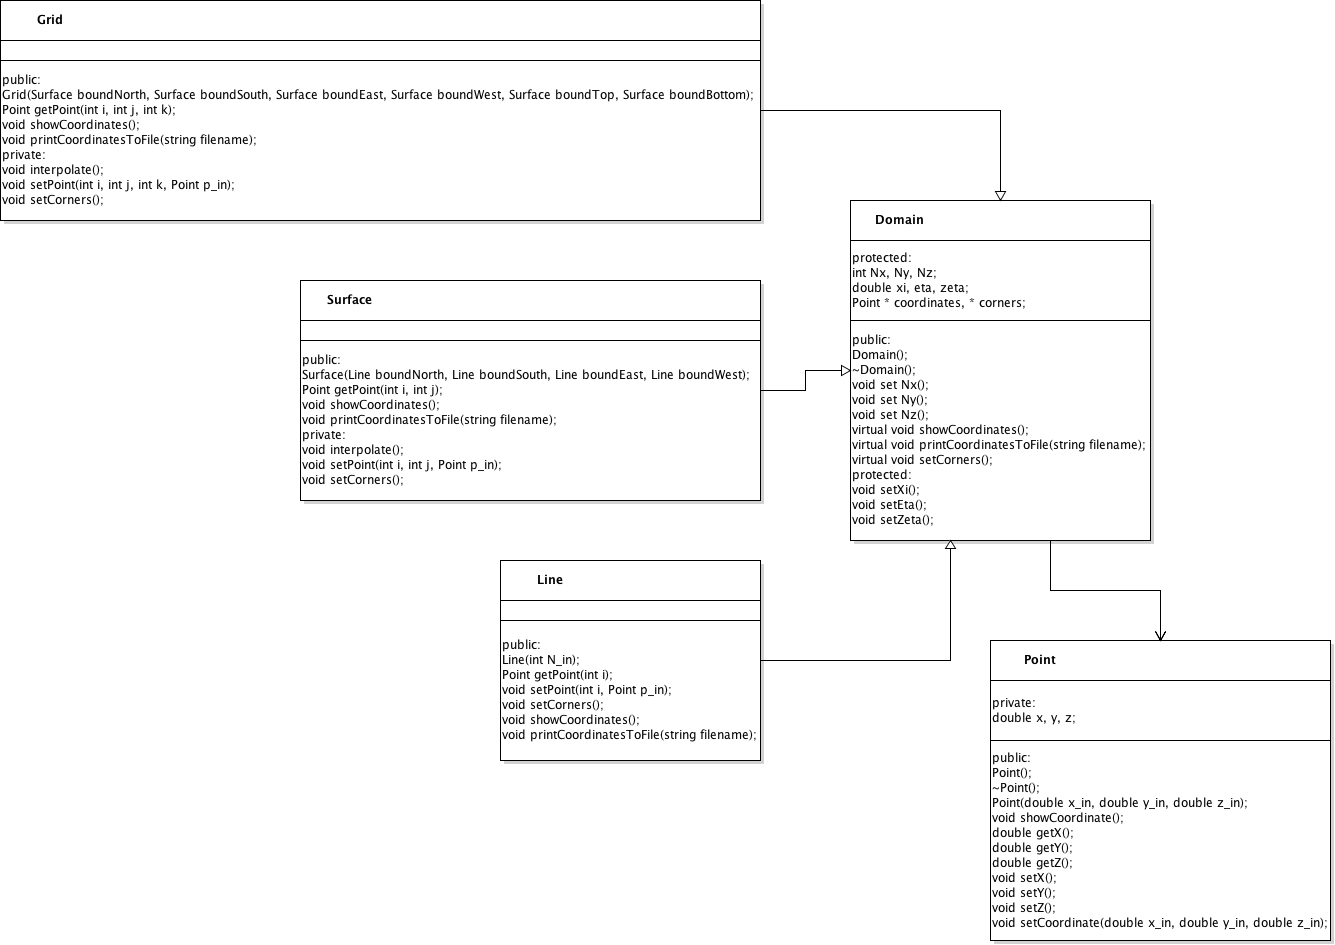 Grid
public:
Grid(Surface boundNorth, Surface boundSouth, Surface boundEast, Surface boundWest, Surface boundTop, Surface boundBottom);
Point getPoint(int i, int j, int k);
void showCoordinates();
void printCoordinatesToFile(string filename);
private:
void interpolate();
void setPoint(int i, int j, int k, Point p_in);
void setCorners();
Surface
public:
Surface(Line boundNorth, Line boundSouth, Line boundEast, Line boundWest);
Point getPoint(int i, int j);
void showCoordinates();
void printCoordinatesToFile(string filename);
private:
void interpolate();
void setPoint(int i, int j, Point p_in);
void setCorners();
Line
public:
Line(int N_in);
Point getPoint(int i);
void setPoint(int i, Point p_in);
void setCorners();
void showCoordinates();
void printCoordinatesToFile(string filename);
Domain
protected:
int Nx, Ny, Nz;
double xi, eta, zeta;
Point * coordinates, * corners;
public:
Domain();
~Domain();
void set Nx();
void set Ny();
void set Nz();
virtual void showCoordinates();
virtual void printCoordinatesToFile(string filename);
virtual void setCorners();
protected:
void setXi();
void setEta();
void setZeta();
Point
private:
double x, y, z;
public:
Point();
~Point();
Point(double x_in, double y_in, double z_in);
void showCoordinate();
double getX();
double getY();
double getZ();
void setX();
void setY();
void setZ();
void setCoordinate(double x_in, double y_in, double z_in);